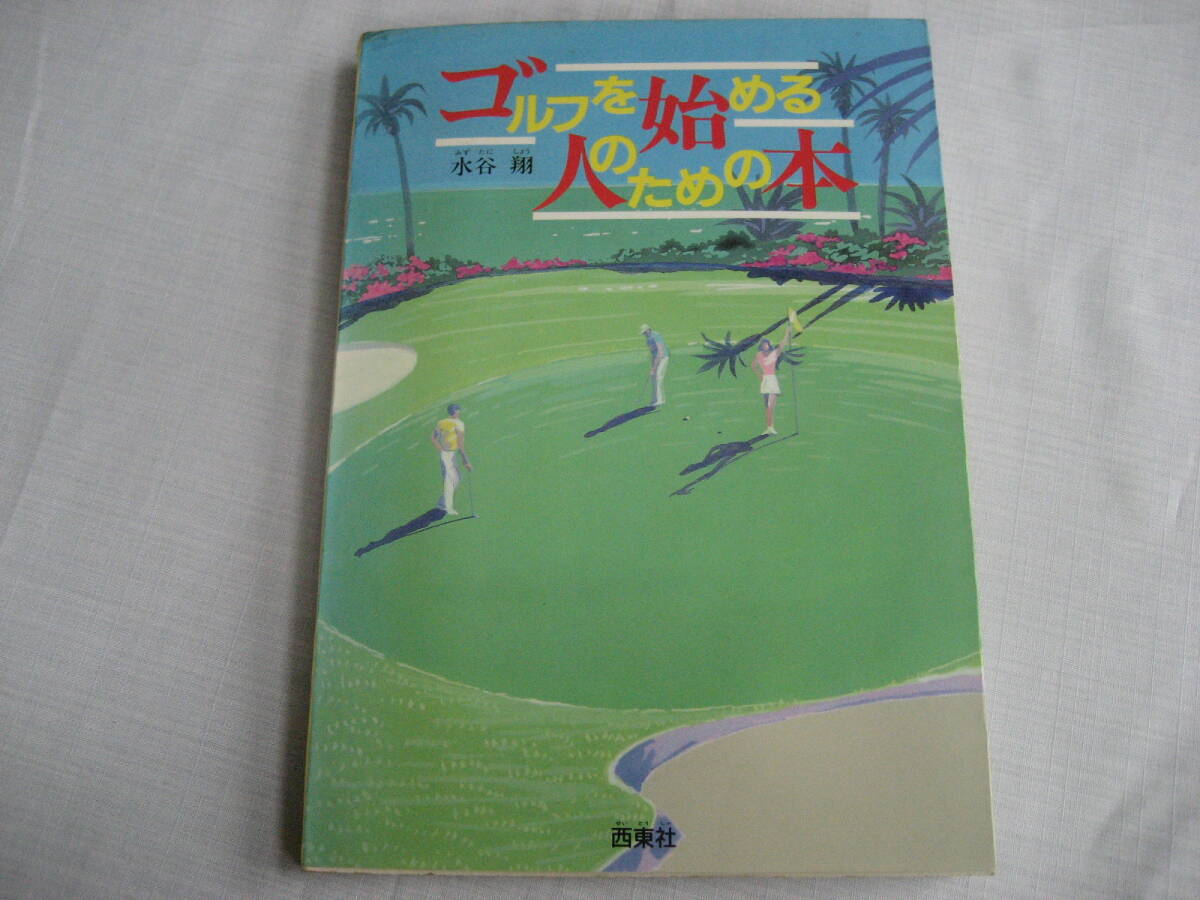 ゴルフを始める
人のための本
みずたに しょう
水谷 翔
せいとうしゃ
西東社